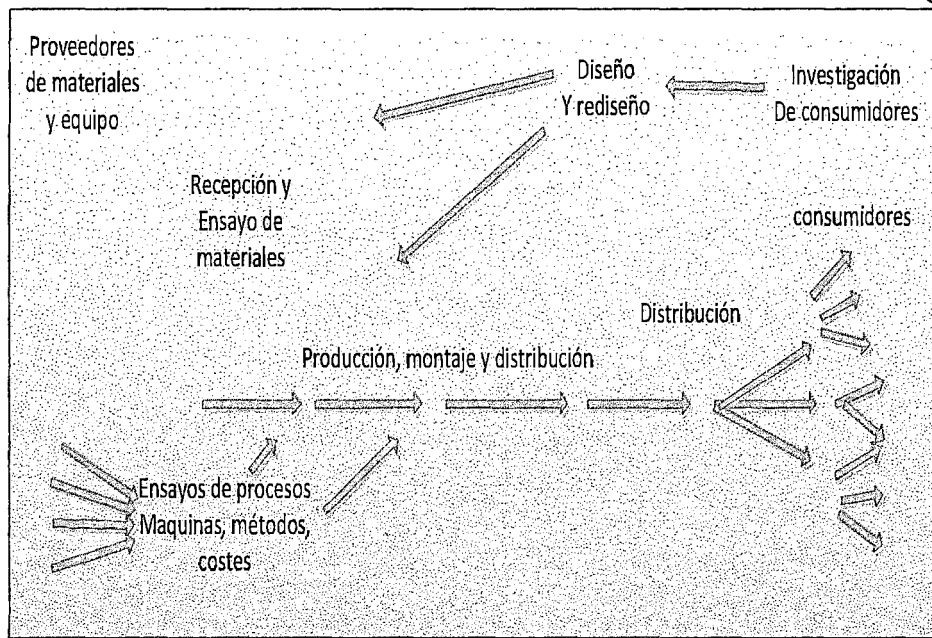 Proveedores
de materiales
y equipo
Diseño
Y rediseño
Investigación
De consumidores
Recepción y
Ensayo de
materiales
consumidores
Distribución
Producción, montaje y distribución
Ensayos de procesos
Maquinas, métodos,
costes